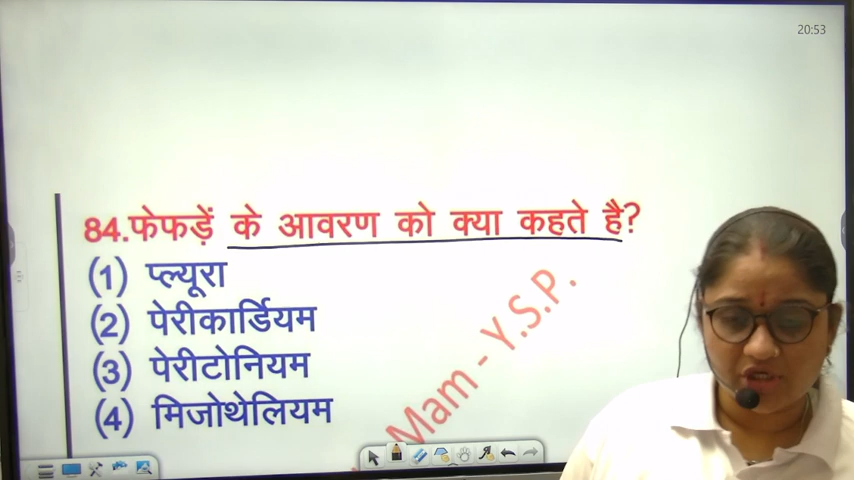 20:53
84.फेफड़ें के आवरण को क्या कहते है?
(1) प्ल्यूरा
(2) पेरीकार्डियम
(3) पेरीटोनियम
(4) मिजोथेलियम
Mam - Y.S.P.